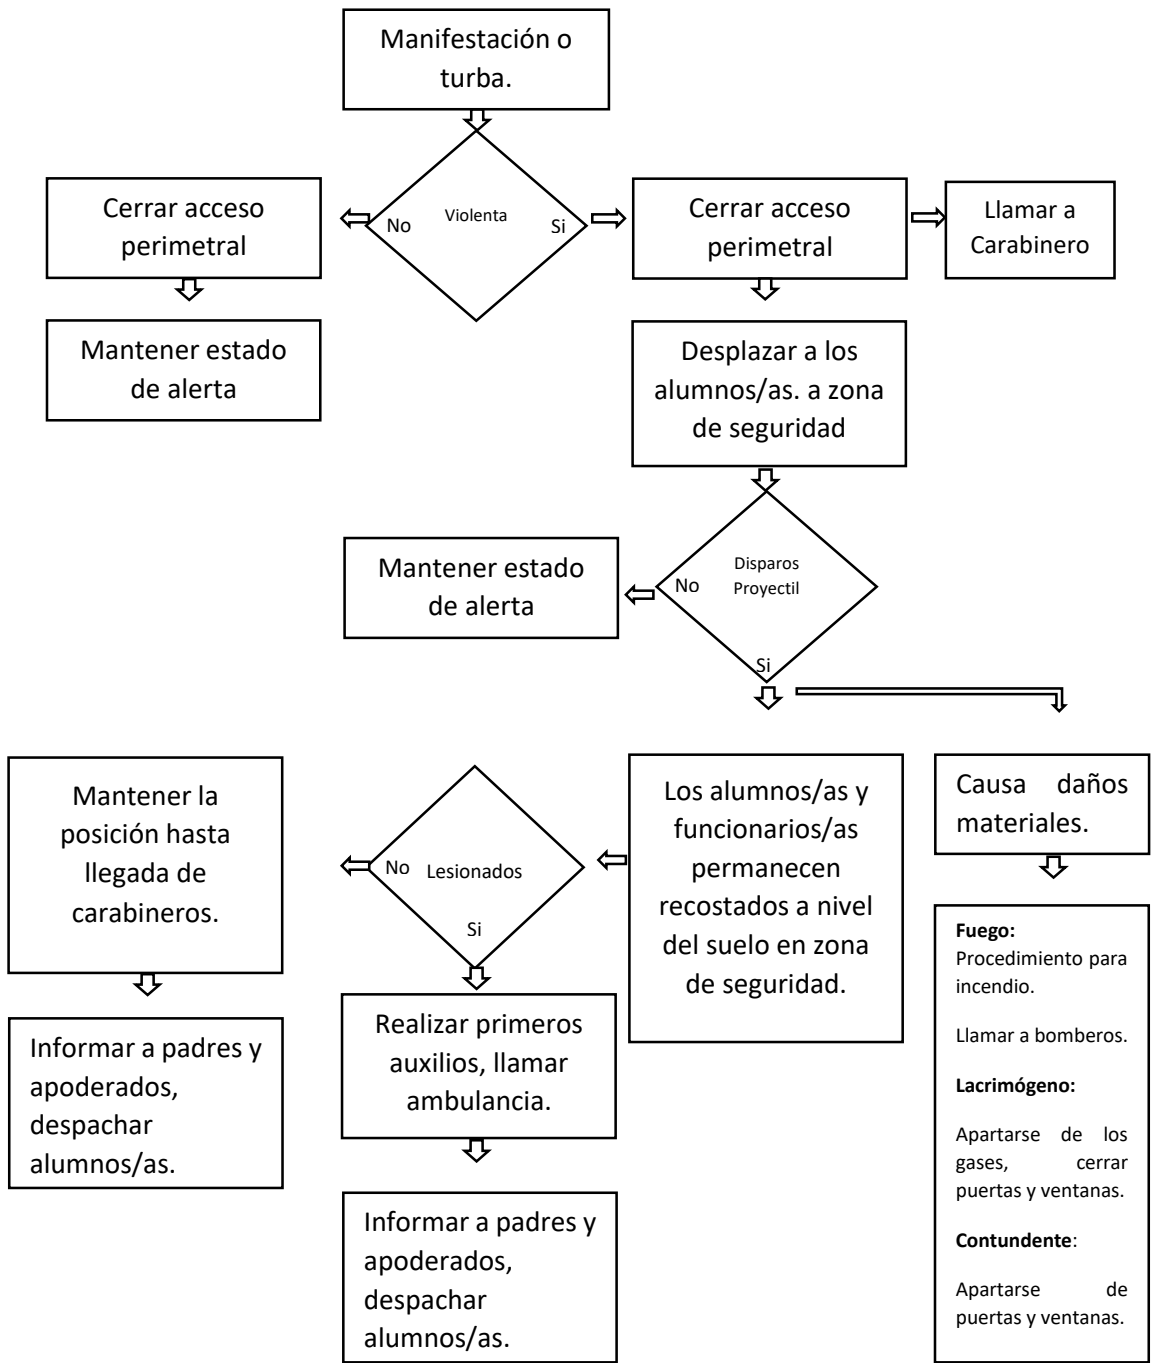 Manifestación o
turba.
Violenta
No
Si
Cerrar acceso
perimetral
Cerrar acceso
perimetral
Llamar a
Carabinero
Mantener estado
de alerta
Desplazar a los
alumnos/as. a zona
de seguridad
Disparos
Proyectil
No
Si
Mantener estado
de alerta
Causa daños
materiales.
Los alumnos/as y
funcionarios/as
permanecen
recostados a nivel
del suelo en zona
de seguridad.
Lesionados
No
Si
Mantener la
posición hasta
llegada de
carabineros.
Informar a padres y
apoderados,
despachar
alumnos/as.
Realizar primeros
auxilios, llamar
ambulancia.
Informar a padres y
apoderados,
despachar
alumnos/as.
Fuego:
Procedimiento para
incendio.
Llamar a bomberos.
Lacrimógeno:
Apartarse de los
gases, cerrar
puertas y ventanas.
Contundente:
Apartarse de
puertas y ventanas.